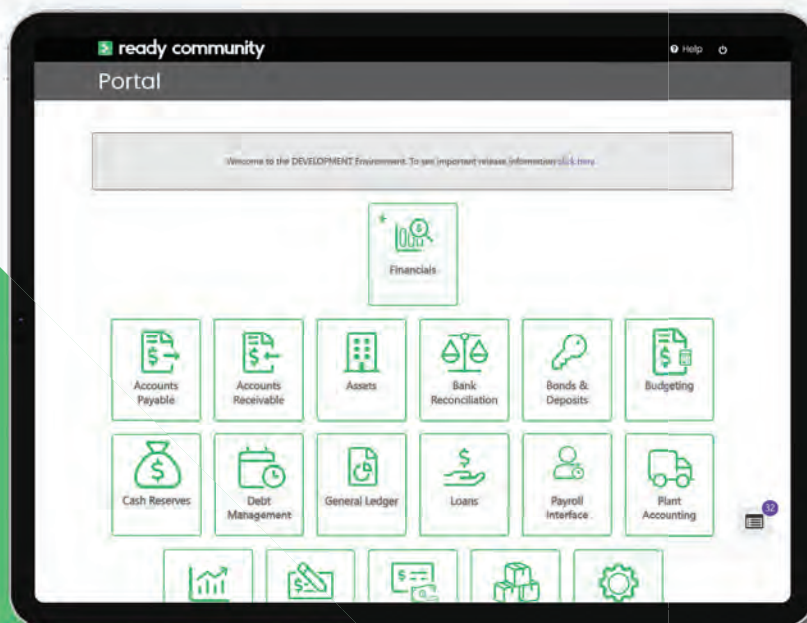 ready community
Help
Portal
Welcome to the DEVELOPMENT Environment. To see important release information click here
Financials
Accounts
Payable
Accounts
Receivable
Assets
Bank
Reconciliation
Bonds &
Deposits
Budgeting
Cash Reserves
Debt
Management
General Ledger
Loans
Payroll
Interface
Plant
Accounting
32